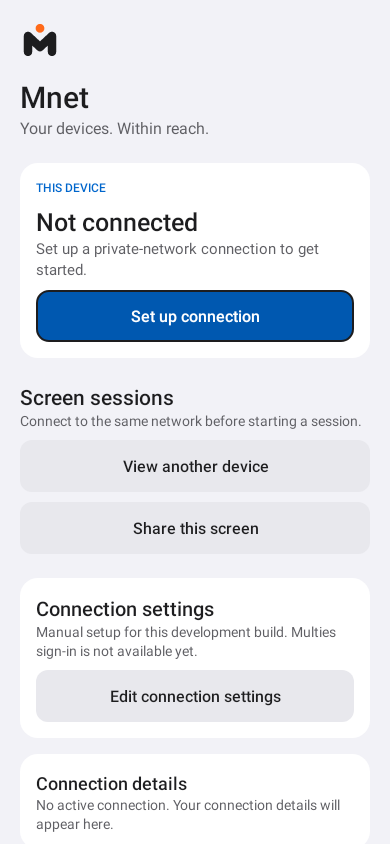 Mnet
Your devices. Within reach.
THIS DEVICE
Not connected
Set up a private-network connection to get
started.
Set up connection
Screen sessions
Connect to the same network before starting a session.
View another device
Share this screen
Connection settings
Manual setup for this development build. Multies
sign-in is not available yet.
Edit connection settings
Connection details
No active connection. Your connection details will
appear here.